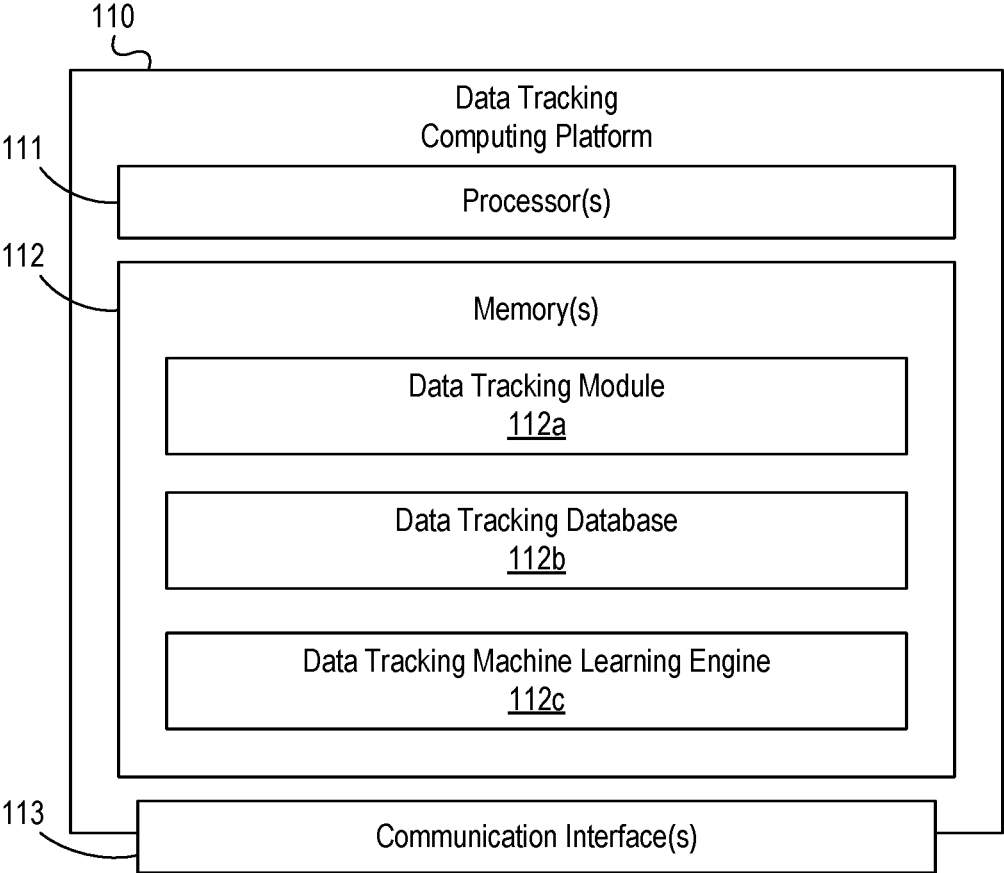 110
Data Tracking
Computing Platform
111
Processor(s)
112
Memory(s)
Data Tracking Module
112a
Data Tracking Database
112b
Data Tracking Machine Learning Engine
112c
113
Communication Interface(s)